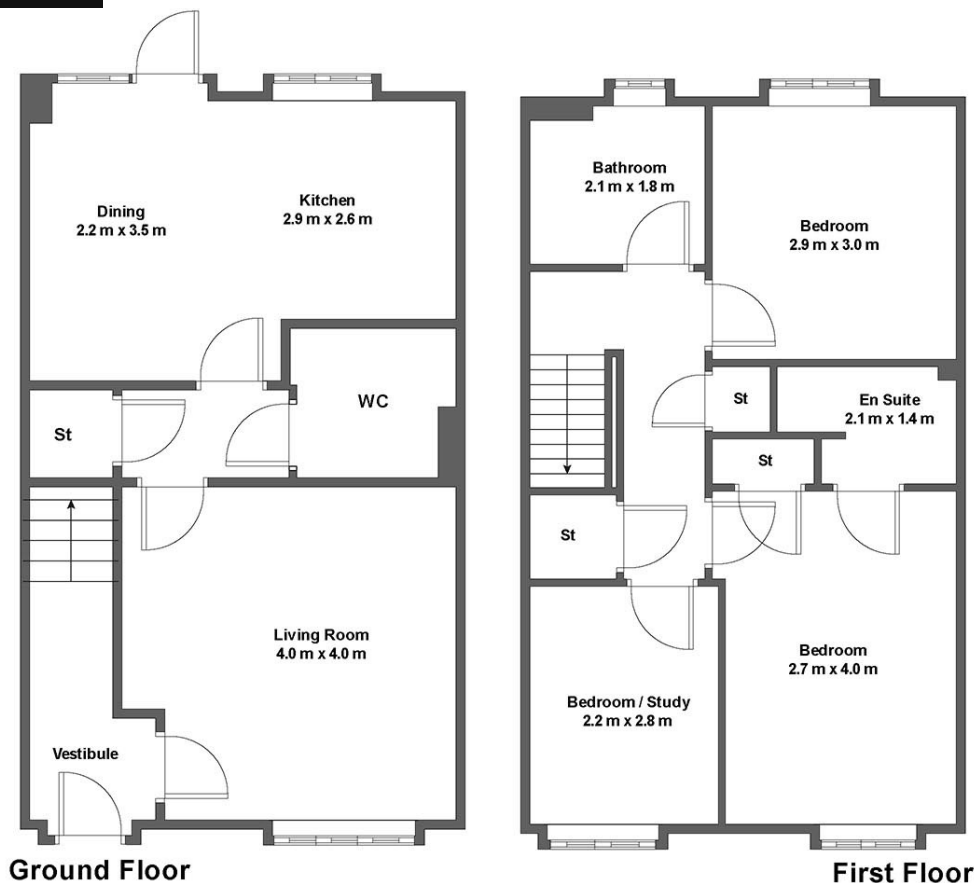 Dining
2.2 m x 3.5 m
Kitchen
2.9 m x 2.6 m
St
WC
Living Room
4.0 m x 4.0 m
Vestibule
Ground Floor
Bathroom
2.1 m x 1.8 m
Bedroom
2.9 m x 3.0 m
St
En Suite
2.1 m x 1.4 m
St
St
Bedroom
2.7 m x 4.0 m
Bedroom / Study
2.2 m x 2.8 m
First Floor